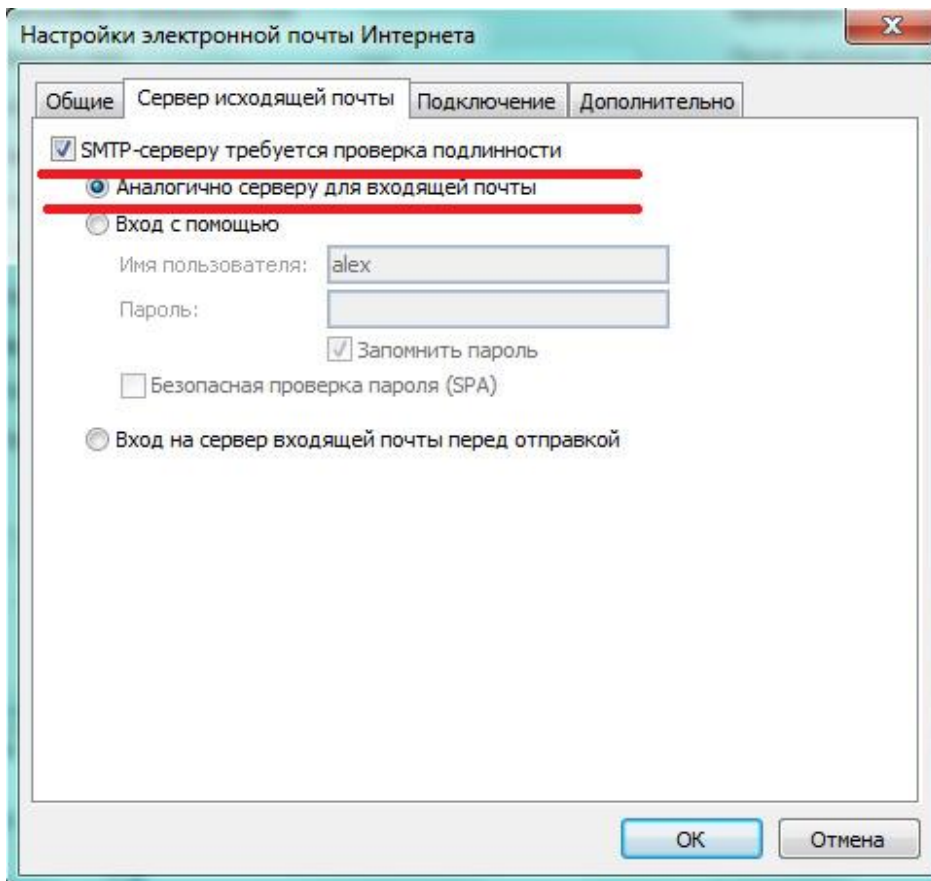 Настройки электронной почты Интернета
Общие Сервер исходящей почты Подключение Дополнительно
SMTP-серверу требуется проверка подлинности
Аналогично серверу для входящей почты
Вход с помощью
Имя пользователя: alex
Пароль:
Запомнить пароль
Безопасная проверка пароля (SPA)
Вход на сервер входящей почты перед отправкой
ОК Отмена